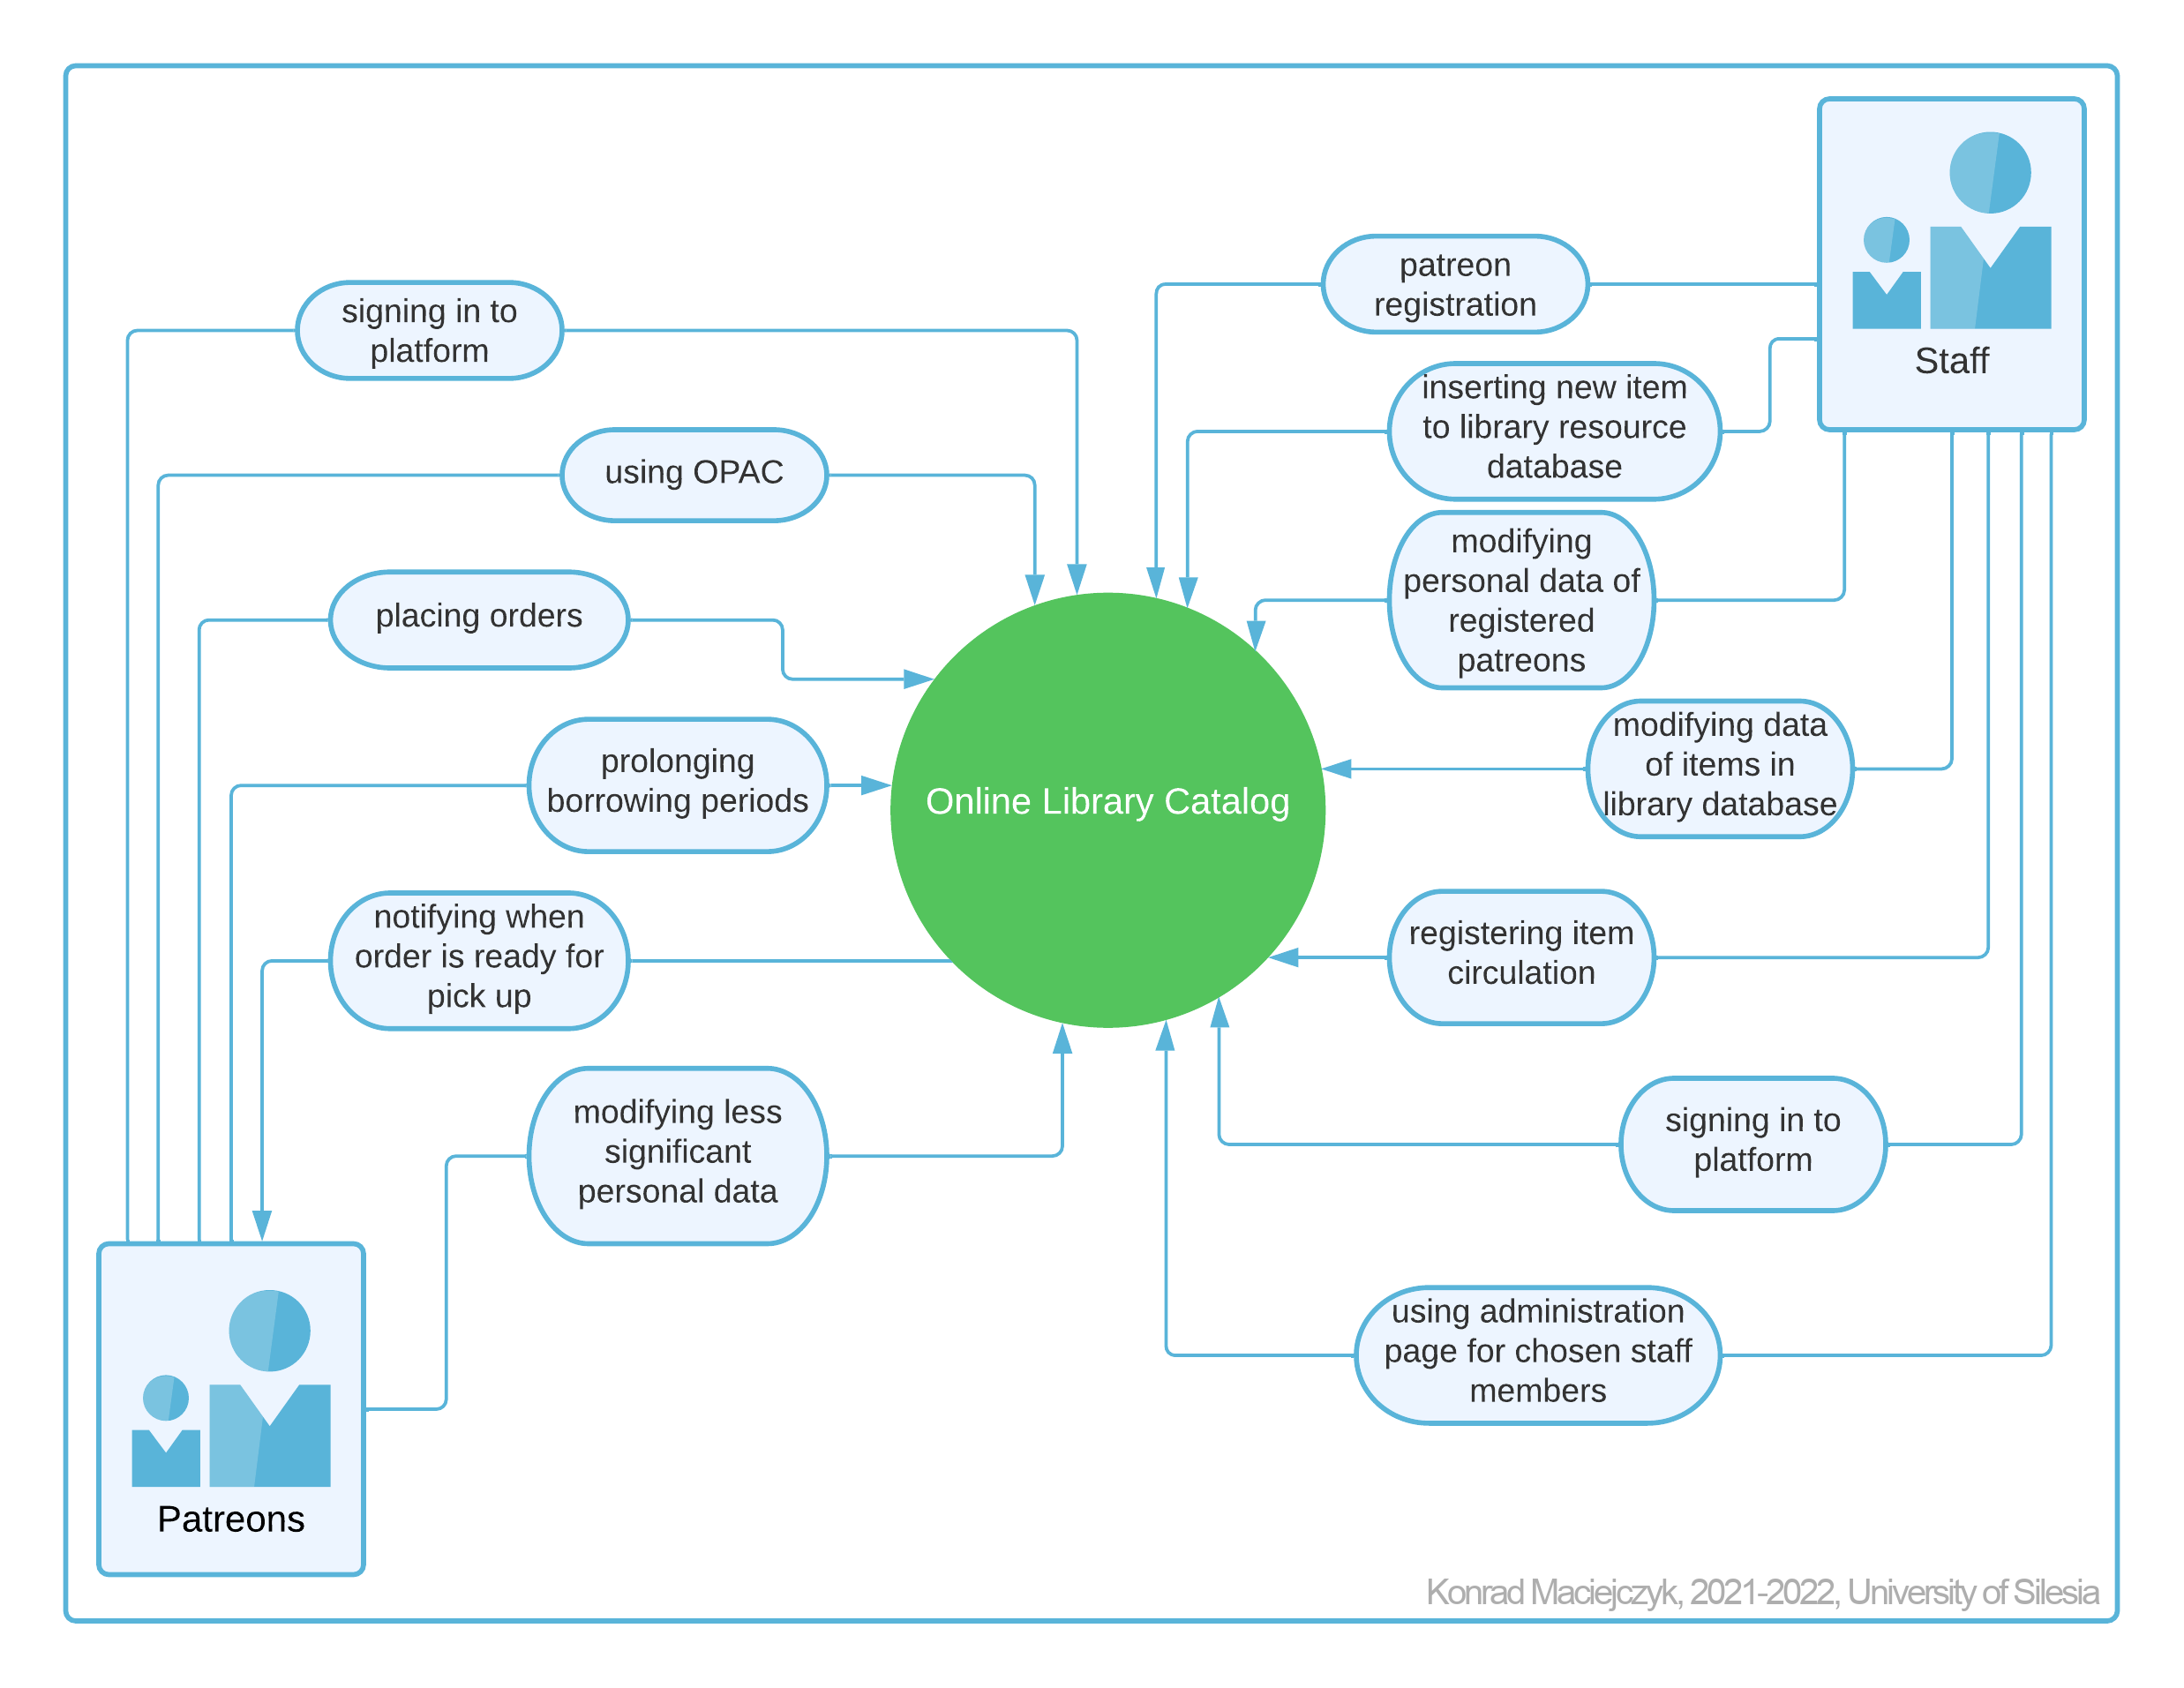 signing in to
platform
using OPAC
placing orders
prolonging
borrowing periods
notifying when
order is ready for
pick up
modifying less
significant
personal data
Patreons
Online Library Catalog
Staff
patreon
registration
inserting new item
to library resource
database
modifying
personal data of
registered
patreons
modifying data
of items in
library database
registering item
circulation
signing in to
platform
using administration
page for chosen staff
members
Konrad Maciejczyk, 2021-2022, University of Silesia